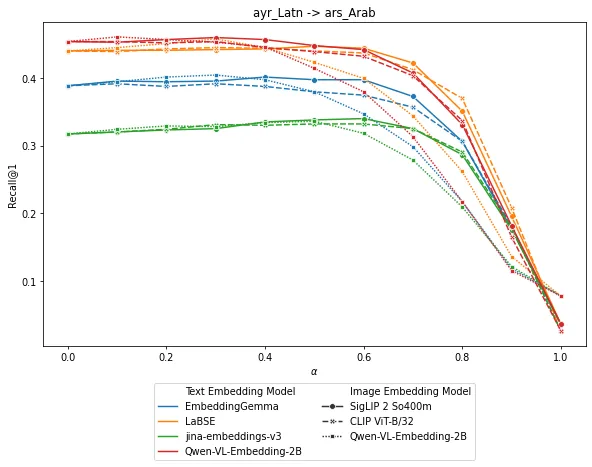 ayr_Latn -> ars_Arab
Recall@1
0.4
0.3
0.2
0.1
0.0 0.2 0.4 0.6 0.8 1.0
α
Text Embedding Model
EmbeddingGemma
LaBSE
jina-embeddings-v3
Qwen-VL-Embedding-2B
Image Embedding Model
SigLIP 2 So400m
CLIP ViT-B/32
Qwen-VL-Embedding-2B